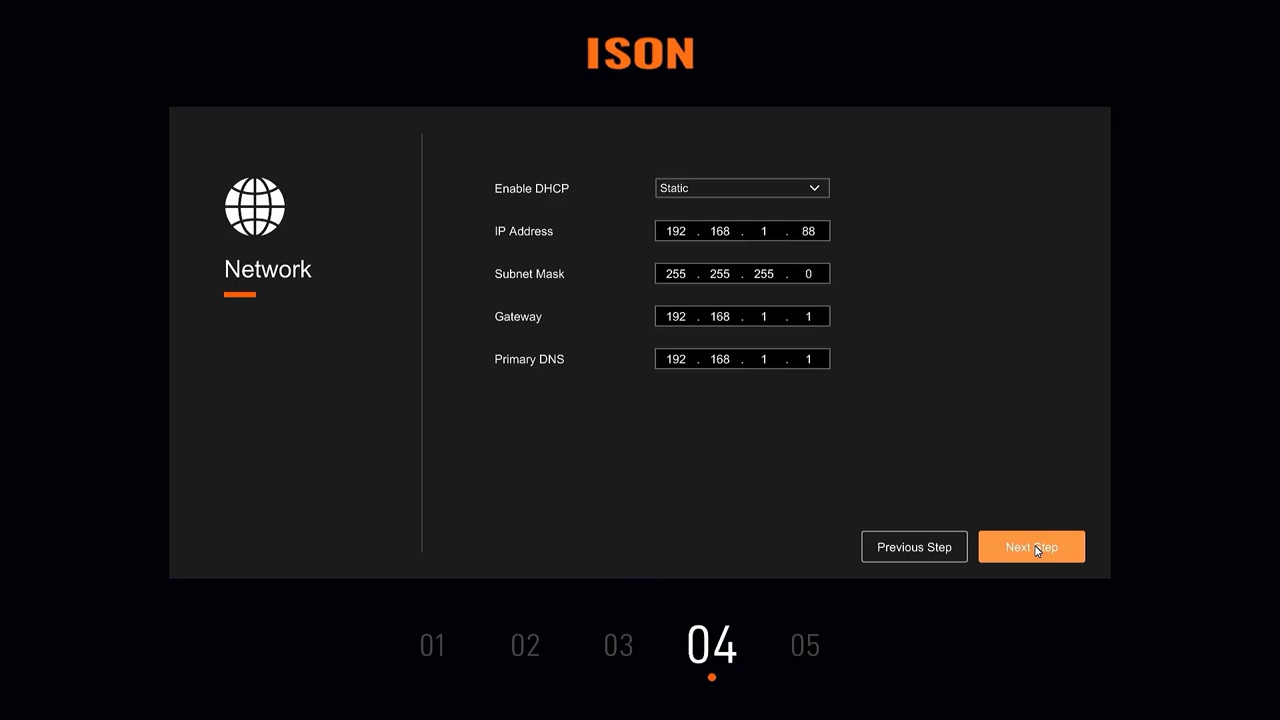 ISON
Network
Enable DHCP Static
IP Address 192 . 168 . 1 . 88
Subnet Mask 255 . 255 . 255 . 0
Gateway 192 . 168 . 1 . 1
Primary DNS 192 . 168 . 1 . 1
Previous Step Next Step
01 02 03 04 05